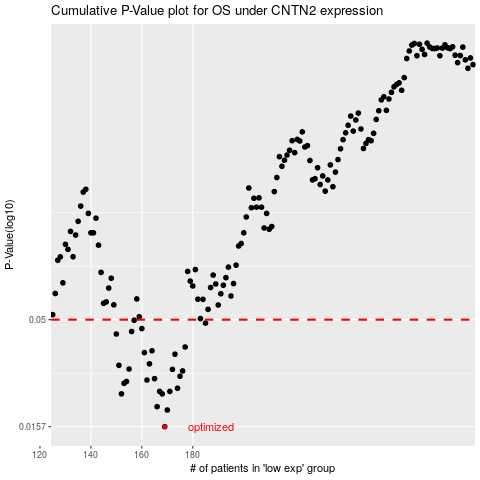 Cumulative P-Value plot for OS under CNTN2 expression
P-Value(log10)
0.05
0.0157
optimized
120 140 160 180
# of patients in 'low exp' group